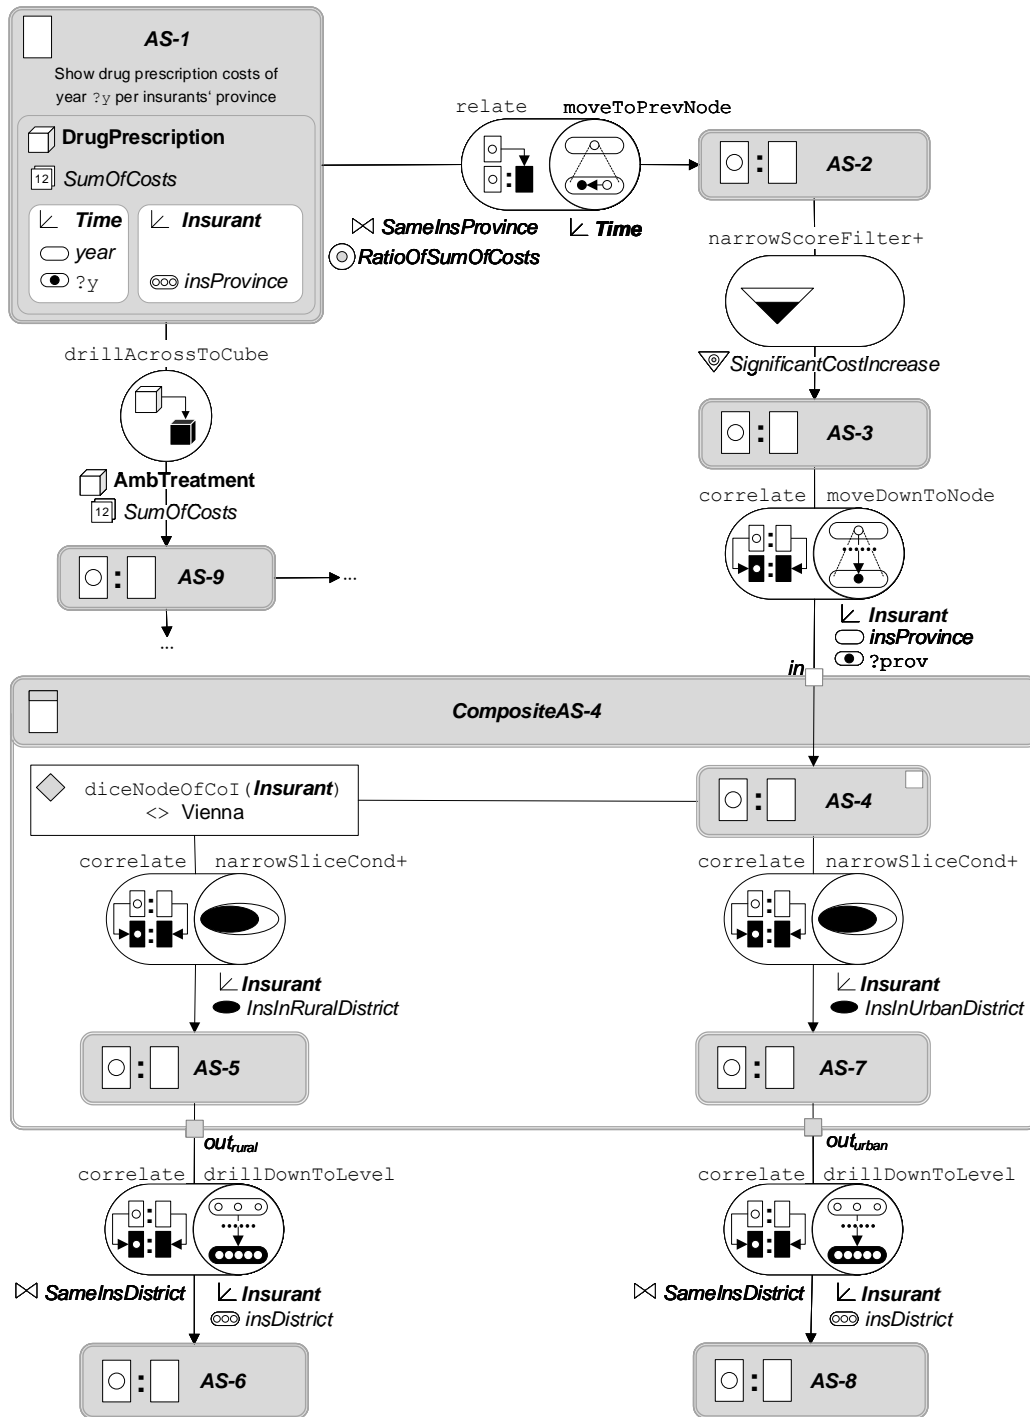 AS-1
Show drug prescription costs of
year ?y per insurants‘ province
DrugPrescription
12 SumOfCosts
Time
year
?y
Insurant
insProvince
relate moveToPrevNode
SameInsProvince
RatioOfSumOfCosts
Time
AS-2
narrowScoreFilter+
SignificantCostIncrease
AS-3
drillAcrossToCube
AmbTreatment
12 SumOfCosts
AS-9
...
...
correlate moveDownToNode
Insurant
insProvince
?prov
in
CompositeAS-4
diceNodeOfCoI(Insurant)
<> Vienna
AS-4
correlate narrowSliceCond+
Insurant
InsInRuralDistrict
AS-5
correlate narrowSliceCond+
Insurant
InsInUrbanDistrict
AS-7
outrural
outurban
correlate drillDownToLevel
SameInsDistrict
Insurant
insDistrict
AS-6
correlate drillDownToLevel
SameInsDistrict
Insurant
insDistrict
AS-8